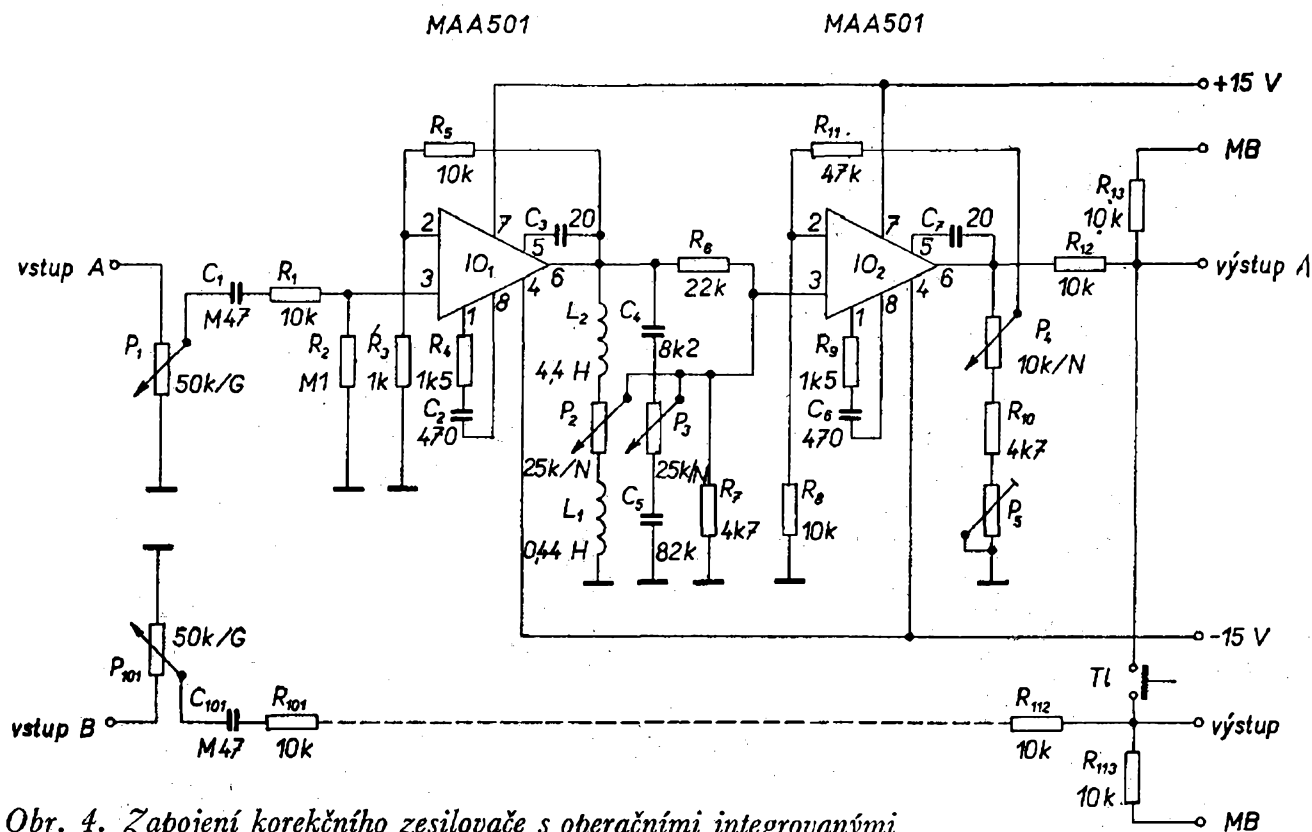 MAA501 MAA501
+15 V
MB
R5 10k
R11 47k
R13 10k
2 7 C3 20
2 7 C7 20
vstup A
C1 M47
R1 10k
3 IO1 5 6 4 8 1
R6 22k
3 IO2 5 6 4 8 1
R12 10k
výstup A
P1 50k/G
R2 M1
R3 1k
R4 1k5
C2 470
L2 4,4 H
C4 8k2
P2 25k/N
P3 25k/N
R9 1k5
C6 470
P4 10k/N
R10 4k7
L1 0,44 H
C5 82k
R7 4k7
R8 10k
P5
50k/G
P101
-15 V
Tl
vstup B
C101 M47
R101 10k
R112 10k
výstup
R113 10k
MB
Obr. 4. Zapojení korekčního zesilovače s operačními integrovanými